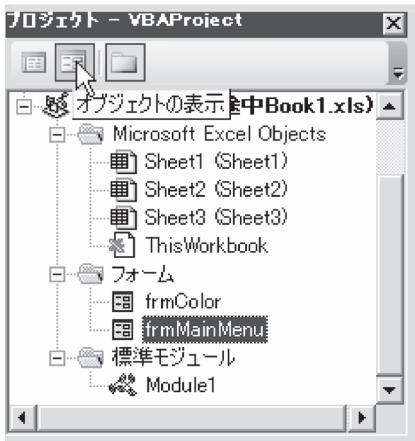 プロジェクト - VBAProject
オブジェクトの表示
中Book1.xls)
Microsoft Excel Objects
Sheet1 (Sheet1)
Sheet2 (Sheet2)
Sheet3 (Sheet3)
ThisWorkbook
フォーム
frmColor
frmMainMenu
標準モジュール
Module1